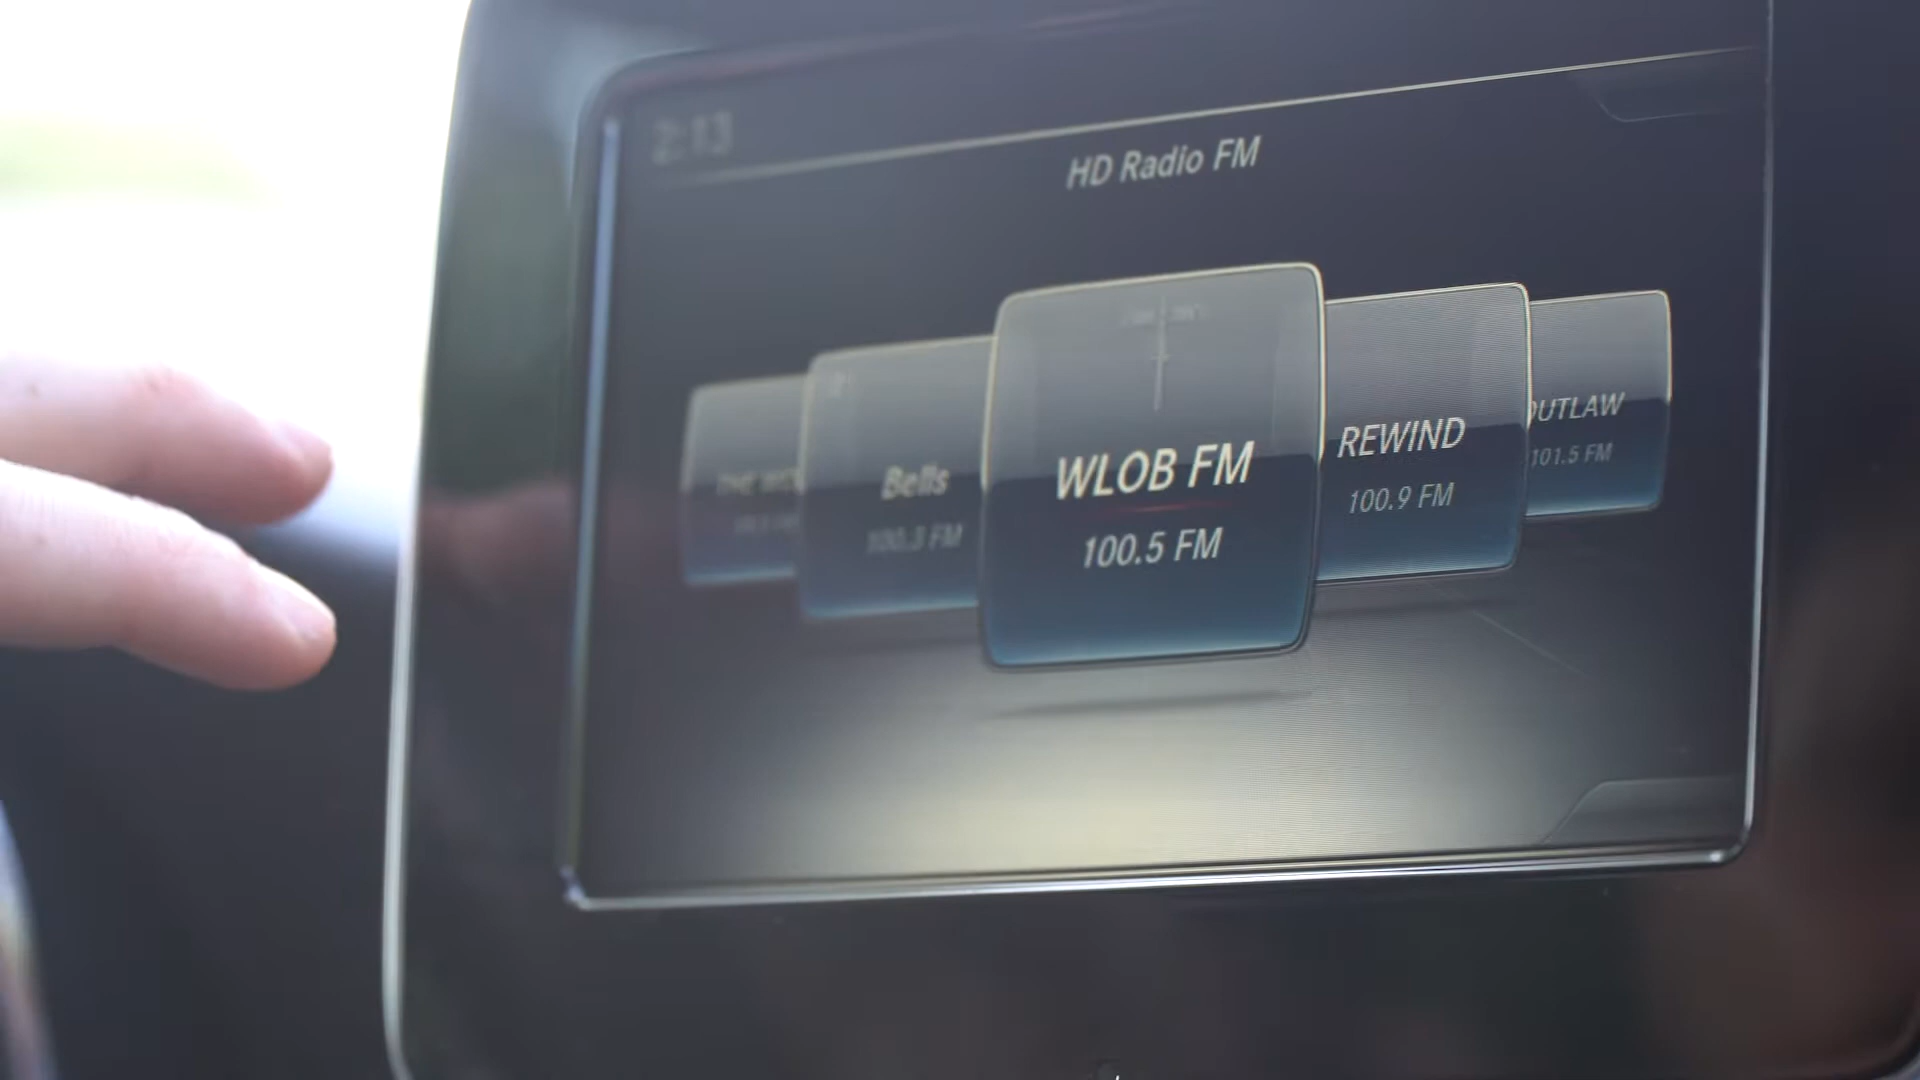 2:13
HD Radio FM
Bells
100.3 FM
WLOB FM
100.5 FM
REWIND
100.9 FM
OUTLAW
101.5 FM